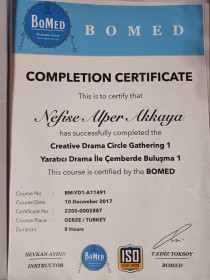 BOMED
BOMED
COMPLETION CERTIFICATE
This is to certify that
Nefise Alper Akkaya
has successfully completed the
Creative Drama Circle Gathering 1
Yaratıcı Drama İle Çemberde Buluşma 1
This course is certified by the BOMED
Course No BM-YD1-A11491
Course Date 10 December 2017
Certificate No 2200-0002887
Course Place GEBZE / TURKEY
Duration 8 Hours
SEVKAN AYDIN
INSTRUCTOR
BOMED
ISO
T.EDİZ TOKSOY
BOMED